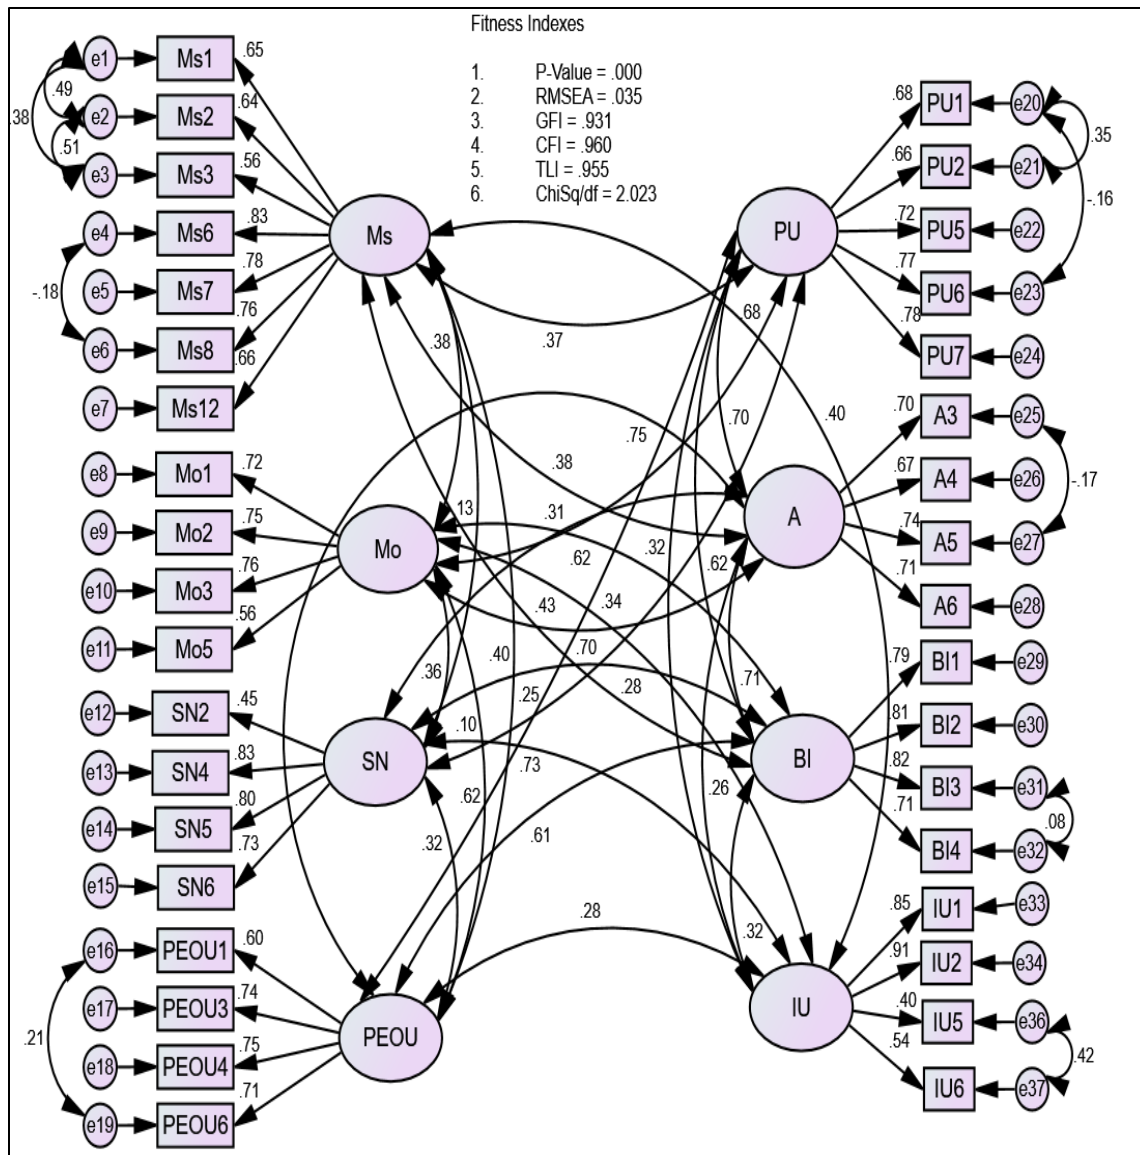 Fitness Indexes
1. P-Value = .000
2. RMSEA = .035
3. GFI = .931
4. CFI = .960
5. TLI = .955
6. ChiSq/df = 2.023
e1 Ms1 .65
.49
.38
e2 Ms2 .64
.51
e3 Ms3 .56
e4 Ms6 .83
-.18
e5 Ms7 .78
e6 Ms8 .76
.66
e7 Ms12
Ms
e8 Mo1 .72
e9 Mo2 .75
e10 Mo3 .76
e11 Mo5 .56
Mo
e12 SN2 .45
e13 SN4 .83
e14 SN5 .80
e15 SN6 .73
SN
e16 PEOU1 .60
e17 PEOU3 .74
.21
e18 PEOU4 .75
e19 PEOU6 .71
PEOU
.38
.37
.68
.40
.75
.70
.38
.13
.31
.62
.32
.62
.43
.34
.36
.40
.70
.25
.28
.71
.10
.73
.62
.26
.32
.61
.28
.32
PU
.68 PU1 e20
.35
.66 PU2 e21
-.16
.72 PU5 e22
.77 PU6 e23
.78 PU7 e24
A
.70 A3 e25
.67 A4 e26
-.17
.74 A5 e27
.71 A6 e28
BI
.79 BI1 e29
.81 BI2 e30
.82 BI3 e31
.08
.71 BI4 e32
IU
.85 IU1 e33
.91 IU2 e34
.40 IU5 e36
.42
.54 IU6 e37